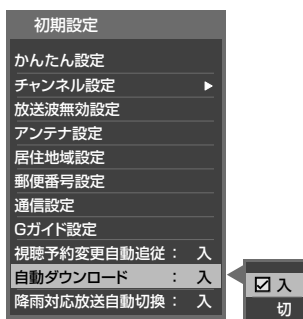 初期設定
かんたん設定
チャンネル設定 ▶
放送波無効設定
アンテナ設定
居住地域設定
郵便番号設定
通信設定
Gガイド設定
視聴予約変更自動追従： 入
自動ダウンロード ： 入
降雨対応放送自動切換： 入
☑ 入
切